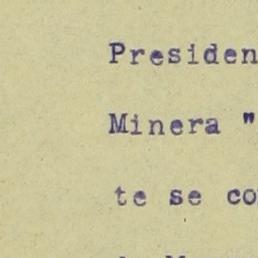 Presiden
Minera "
te se co